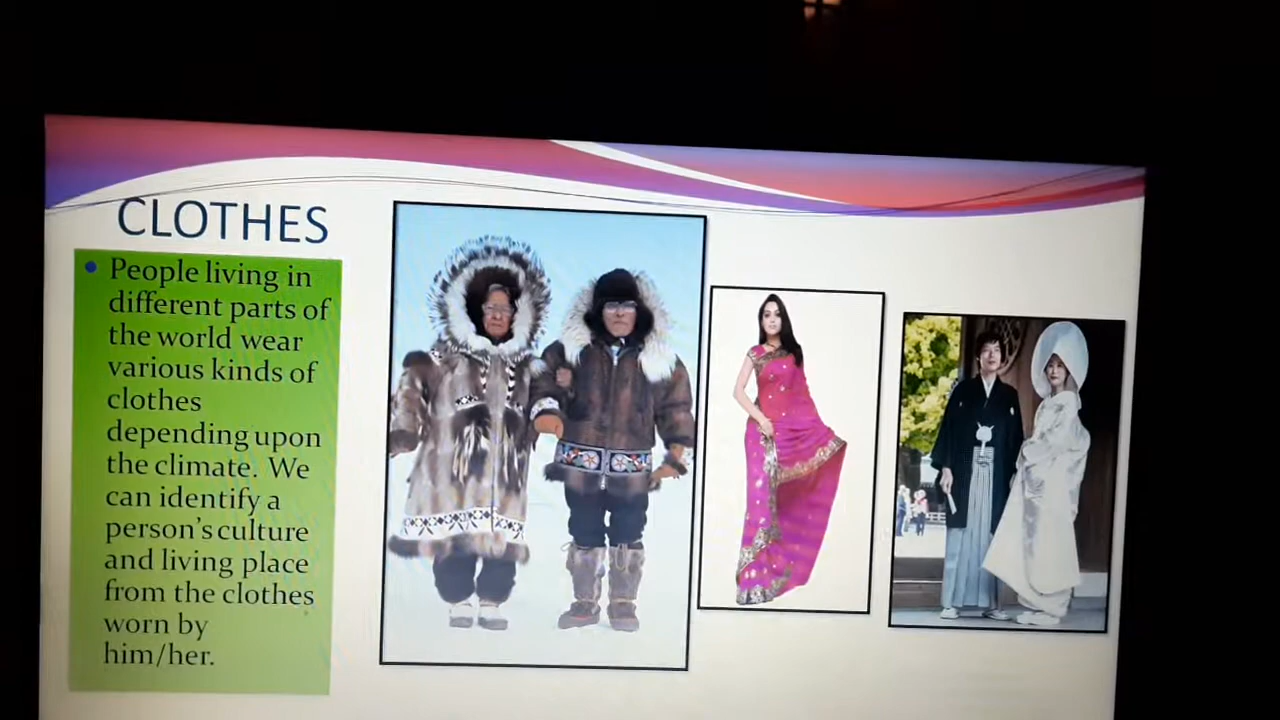 CLOTHES
People living in
different parts of
the world wear
various kinds of
clothes
depending upon
the climate. We
can identify a
person's culture
and living place
from the clothes
worn by
him/her.